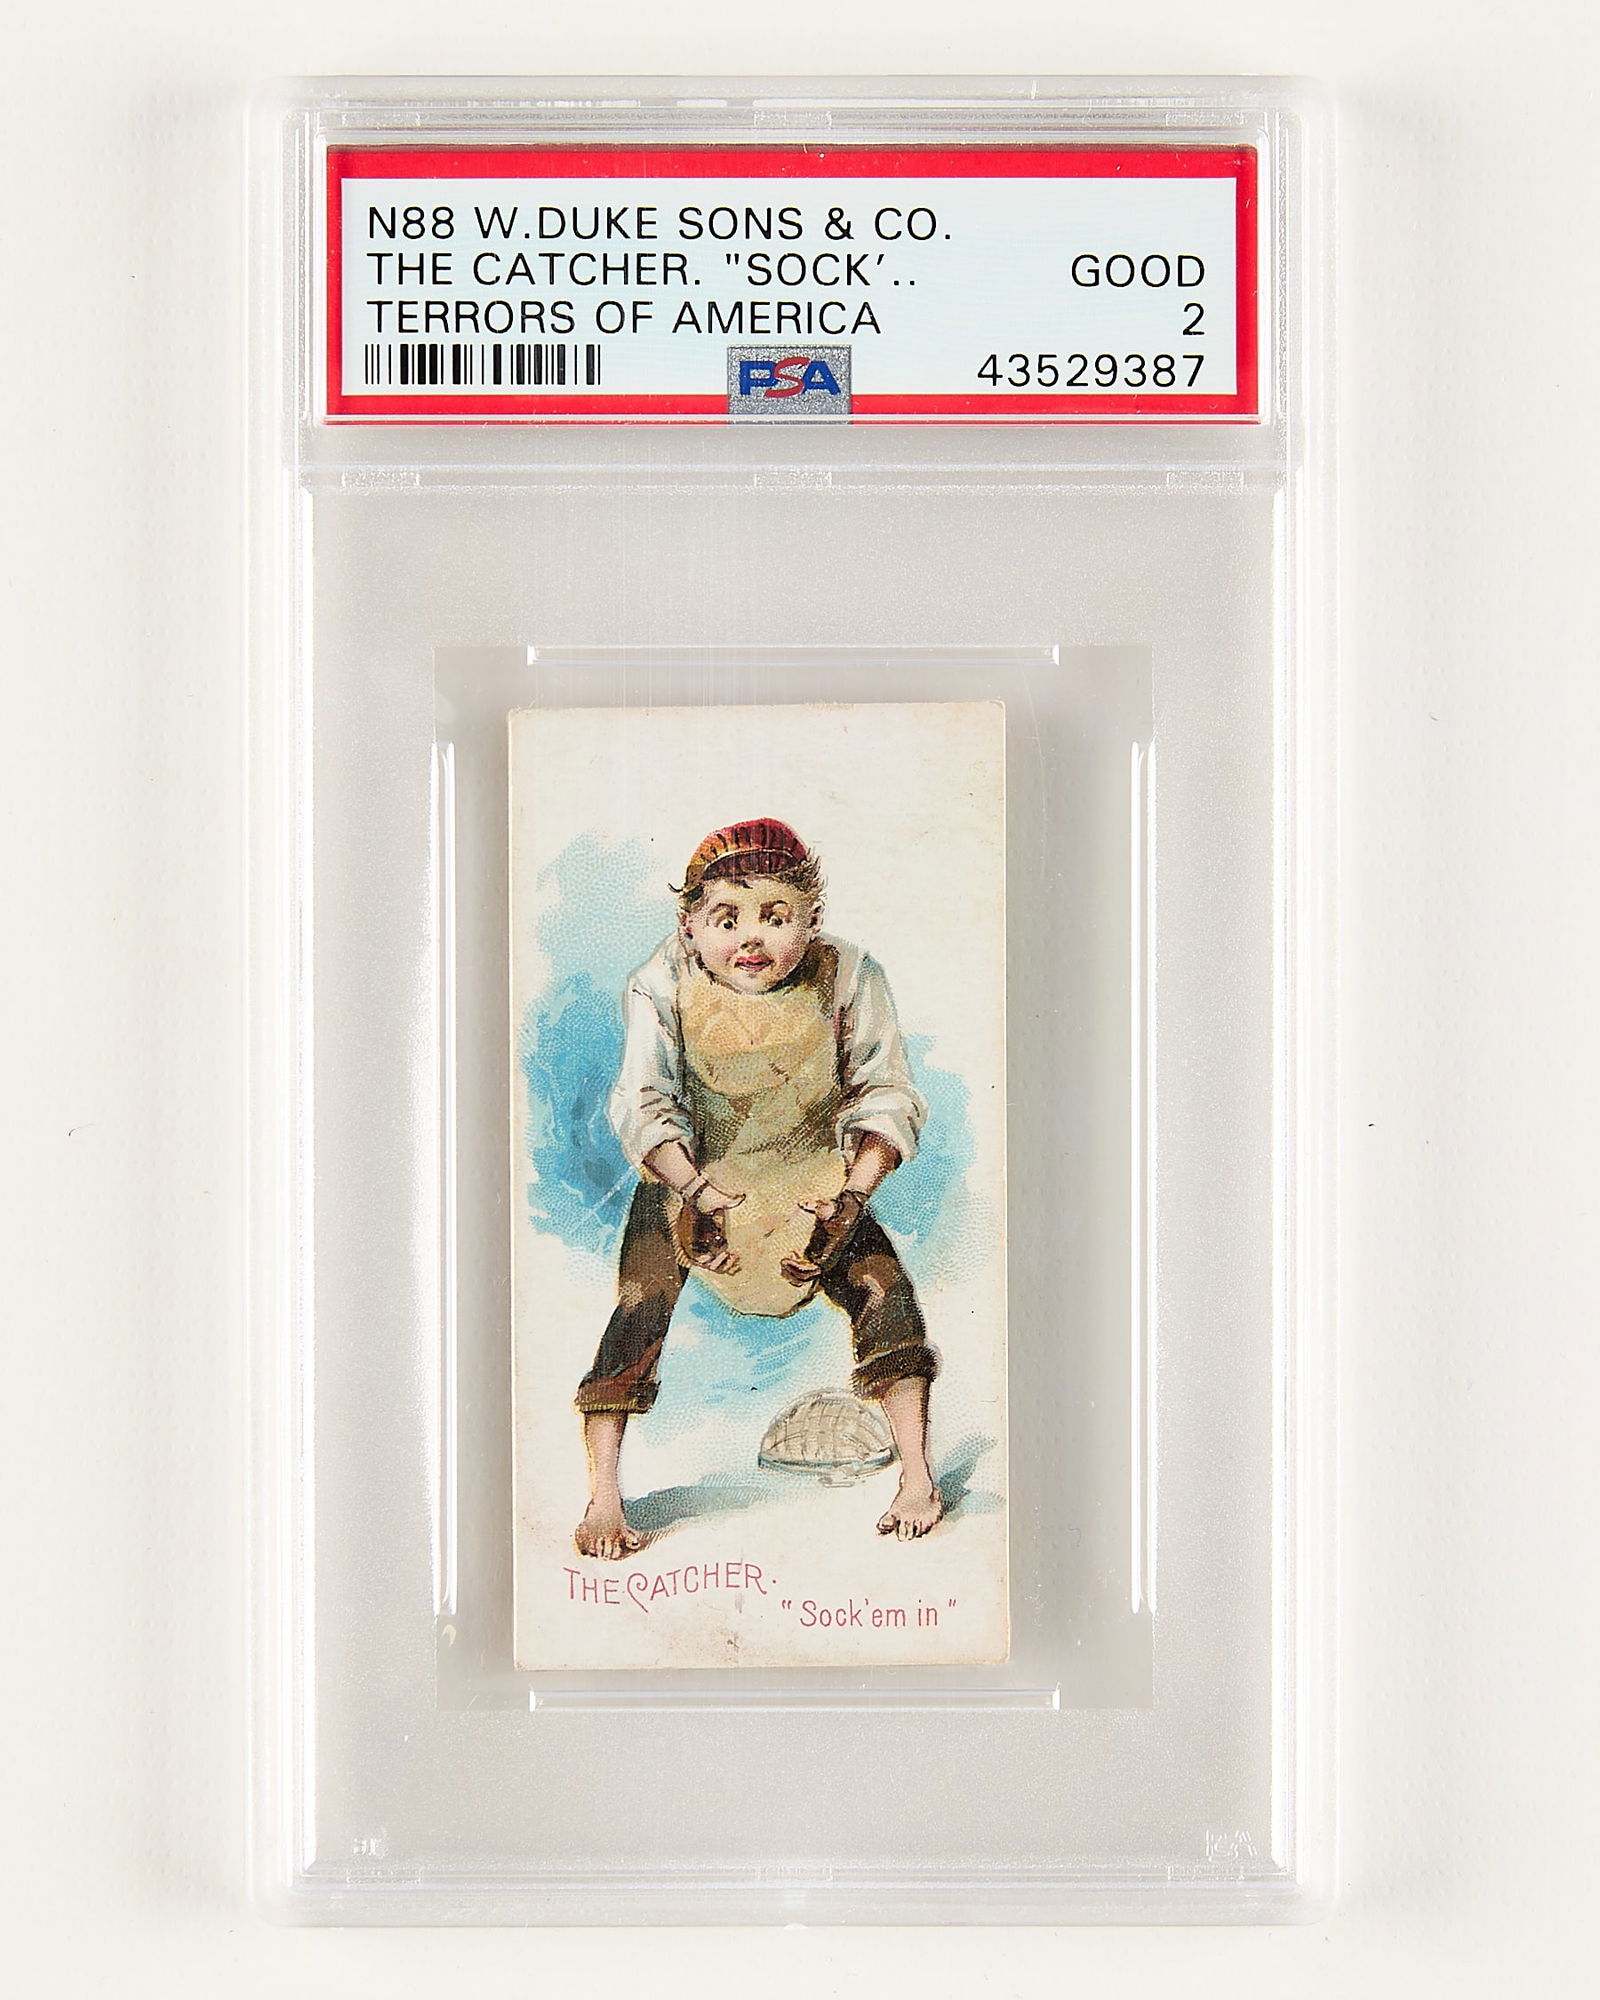 N88 W.DUKE SONS & CO.
THE CATCHER. "SOCK'.. GOOD
TERRORS OF AMERICA 2
PSA 43529387
THE CATCHER.
"Sock'em in"